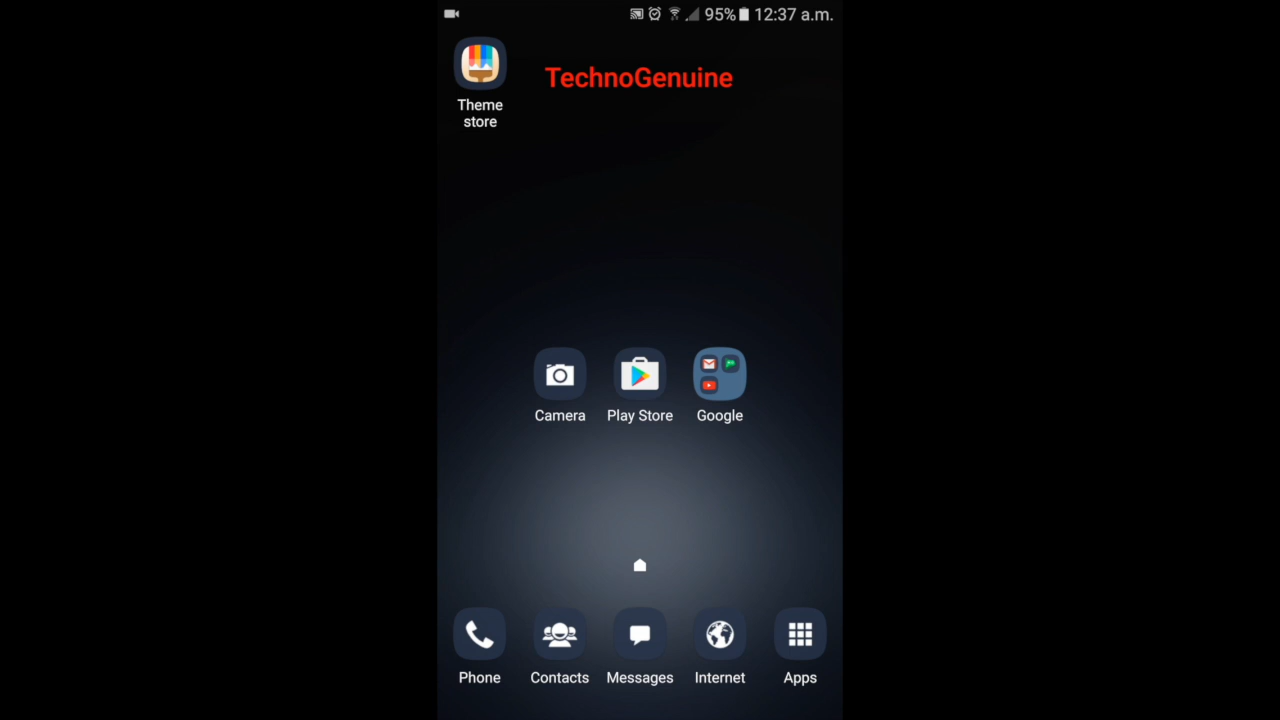 95% 12:37 a.m.
TechnoGenuine
Theme
store
Camera Play Store Google
Phone Contacts Messages Internet Apps